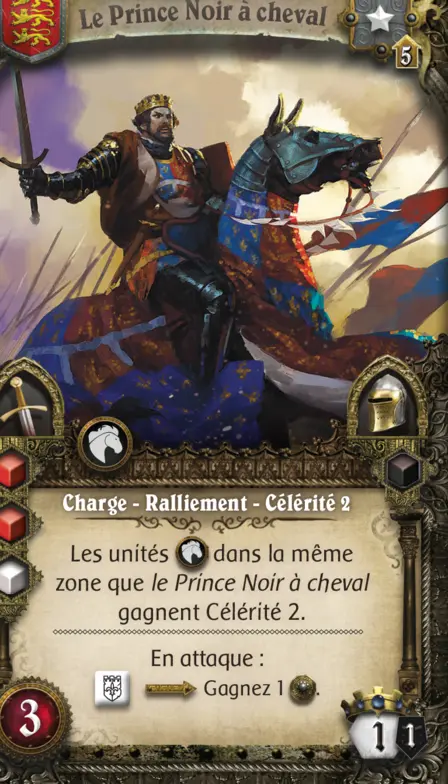 Le Prince Noir à cheval
5
Charge - Ralliement - Célérité 2
Les unités dans la même
zone que le Prince Noir à cheval
gagnent Célérité 2.
En attaque :
Gagnez 1 .
3
1 1